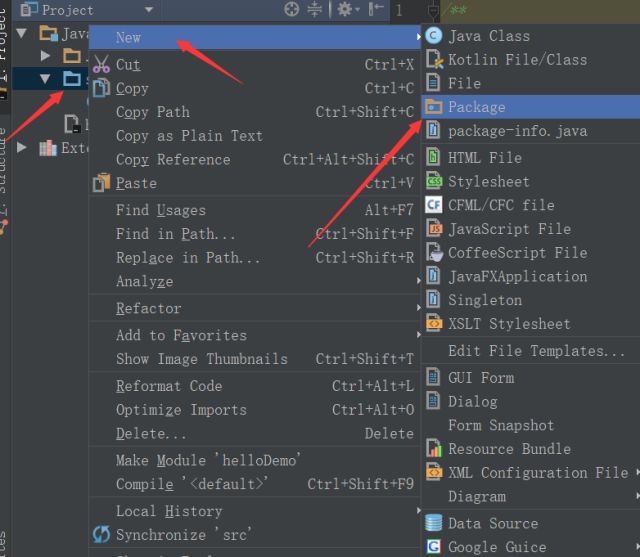 Project
1
/**
Java
Exte
1: Project
7: Structure
New
Cut Ctrl+X
Copy Ctrl+C
Copy Path Ctrl+Shift+C
Copy as Plain Text
Copy Reference Ctrl+Alt+Shift+C
Paste Ctrl+V
Find Usages Alt+F7
Find in Path... Ctrl+Shift+F
Replace in Path... Ctrl+Shift+R
Analyze
Refactor
Add to Favorites
Show Image Thumbnails Ctrl+Shift+T
Reformat Code Ctrl+Alt+L
Optimize Imports Ctrl+Alt+O
Delete... Delete
Make Module 'helloDemo'
Compile '<default>' Ctrl+Shift+F9
Local History
Synchronize 'src'
Java Class
Kotlin File/Class
File
Package
package-info.java
HTML File
Stylesheet
CFML/CFC file
JavaScript File
CoffeeScript File
JavaFXApplication
Singleton
XSLT Stylesheet
Edit File Templates...
GUI Form
Dialog
Form Snapshot
Resource Bundle
XML Configuration File
Diagram
Data Source
Google Guice